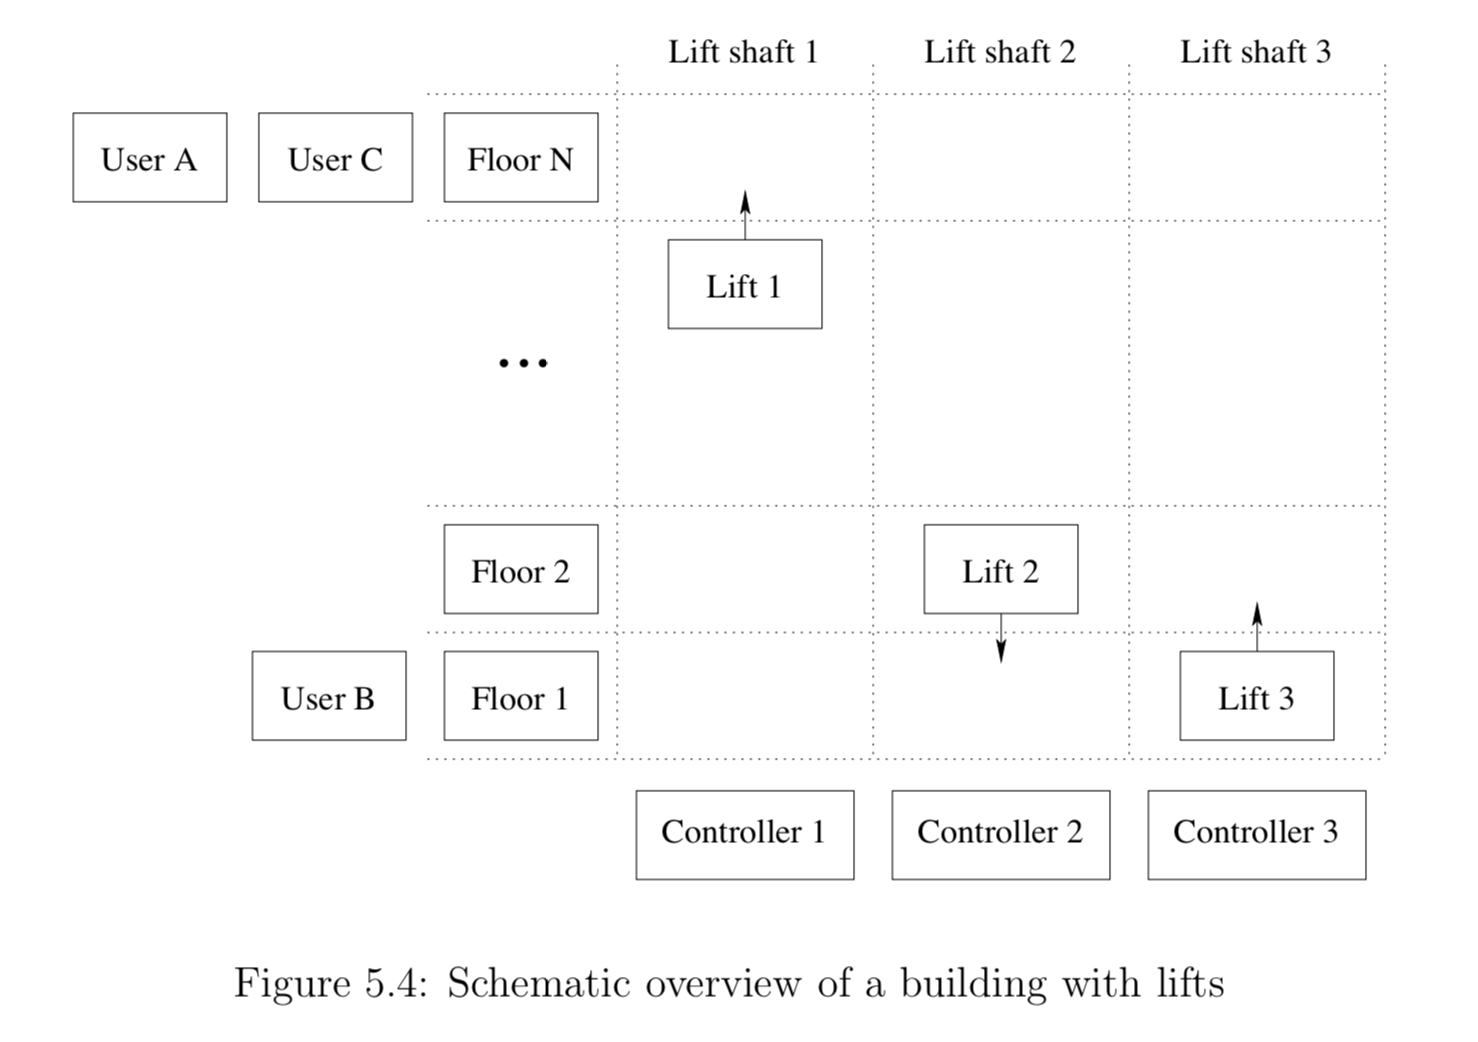 Lift shaft 1 Lift shaft 2 Lift shaft 3
User A User C Floor N
Lift 1
...
Floor 2 Lift 2
User B Floor 1 Lift 3
Controller 1 Controller 2 Controller 3
Figure 5.4: Schematic overview of a building with lifts